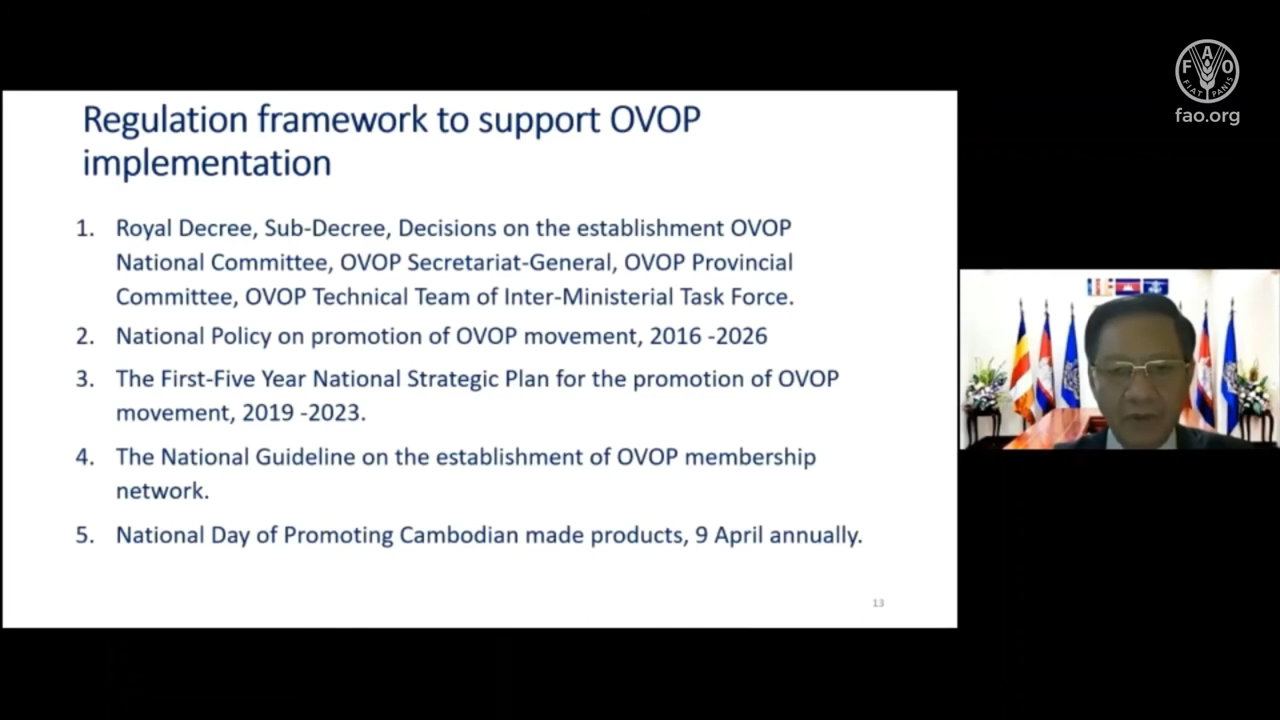 Regulation framework to support OVOP
implementation
1. Royal Decree, Sub-Decree, Decisions on the establishment OVOP
National Committee, OVOP Secretariat-General, OVOP Provincial
Committee, OVOP Technical Team of Inter-Ministerial Task Force.
2. National Policy on promotion of OVOP movement, 2016 -2026
3. The First-Five Year National Strategic Plan for the promotion of OVOP
movement, 2019 -2023.
4. The National Guideline on the establishment of OVOP membership
network.
5. National Day of Promoting Cambodian made products, 9 April annually.
13
FAO
FIAT PANIS
fao.org